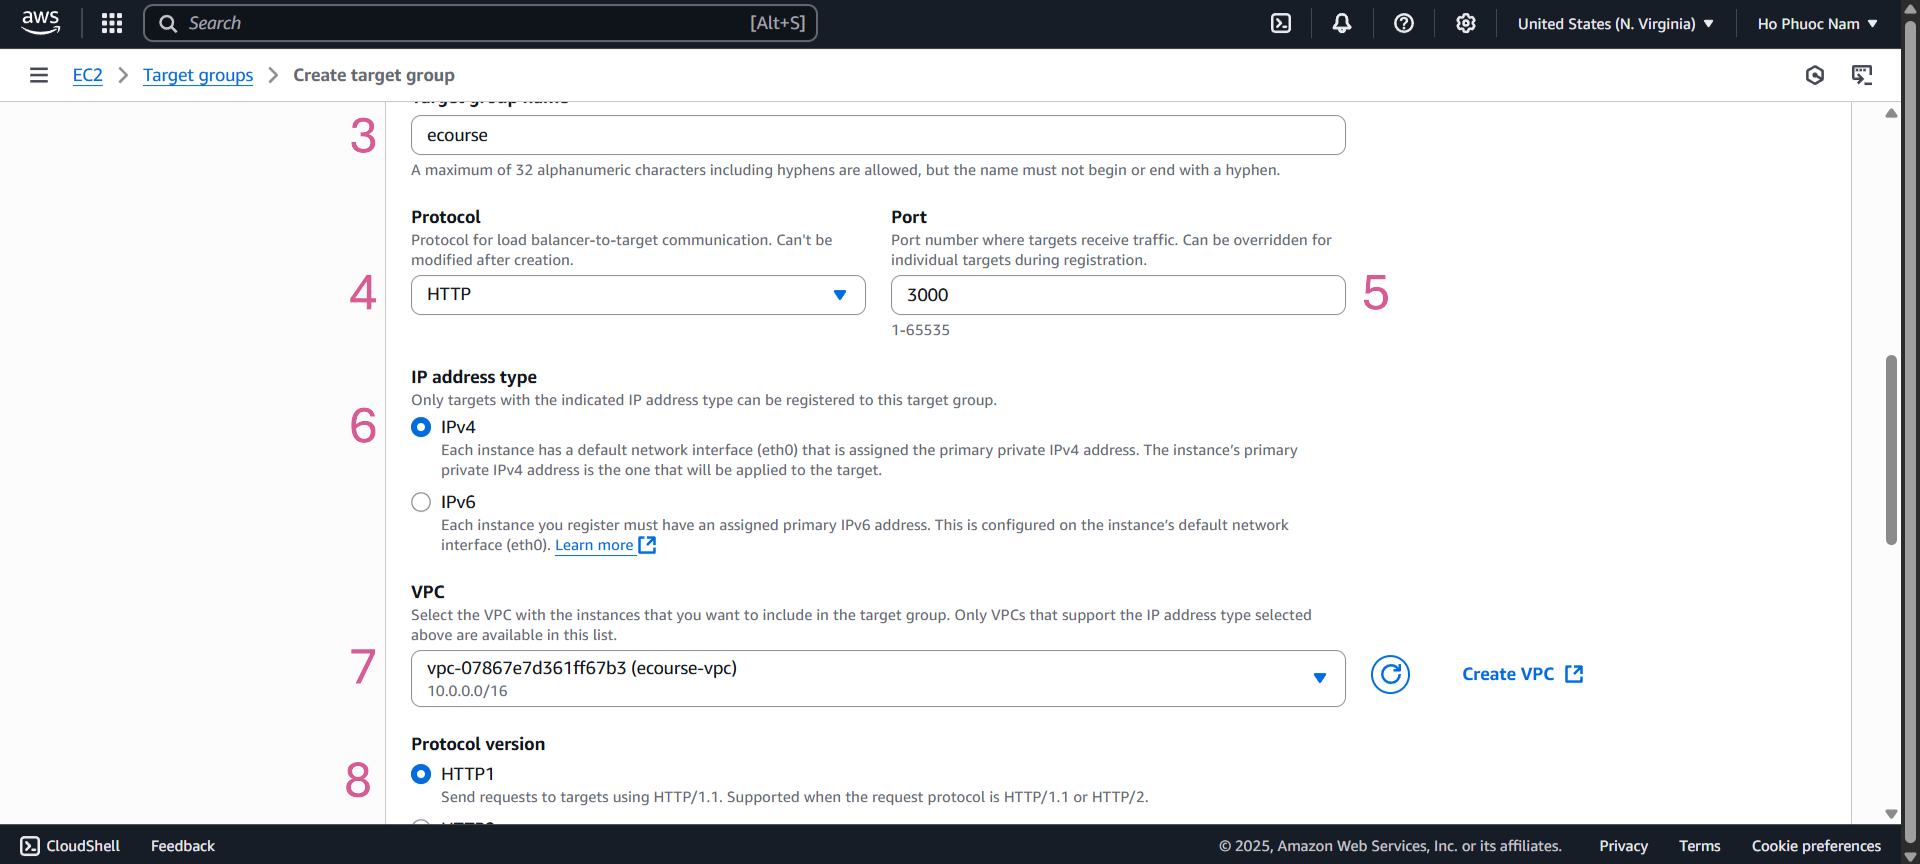 aws
Search
[Alt+S]
United States (N. Virginia)
Ho Phuoc Nam
EC2
Target groups
Create target group
Target group name
3
ecourse
A maximum of 32 alphanumeric characters including hyphens are allowed, but the name must not begin or end with a hyphen.
Protocol
Protocol for load balancer-to-target communication. Can't be
modified after creation.
4
HTTP
Port
Port number where targets receive traffic. Can be overridden for
individual targets during registration.
3000
5
1-65535
IP address type
Only targets with the indicated IP address type can be registered to this target group.
6
IPv4
Each instance has a default network interface (eth0) that is assigned the primary private IPv4 address. The instance’s primary
private IPv4 address is the one that will be applied to the target.
IPv6
Each instance you register must have an assigned primary IPv6 address. This is configured on the instance’s default network
interface (eth0). Learn more
VPC
Select the VPC with the instances that you want to include in the target group. Only VPCs that support the IP address type selected
above are available in this list.
7
vpc-07867e7d361ff67b3 (ecourse-vpc)
10.0.0.0/16
Create VPC
Protocol version
8
HTTP1
Send requests to targets using HTTP/1.1. Supported when the request protocol is HTTP/1.1 or HTTP/2.
CloudShell
Feedback
© 2025, Amazon Web Services, Inc. or its affiliates.
Privacy
Terms
Cookie preferences